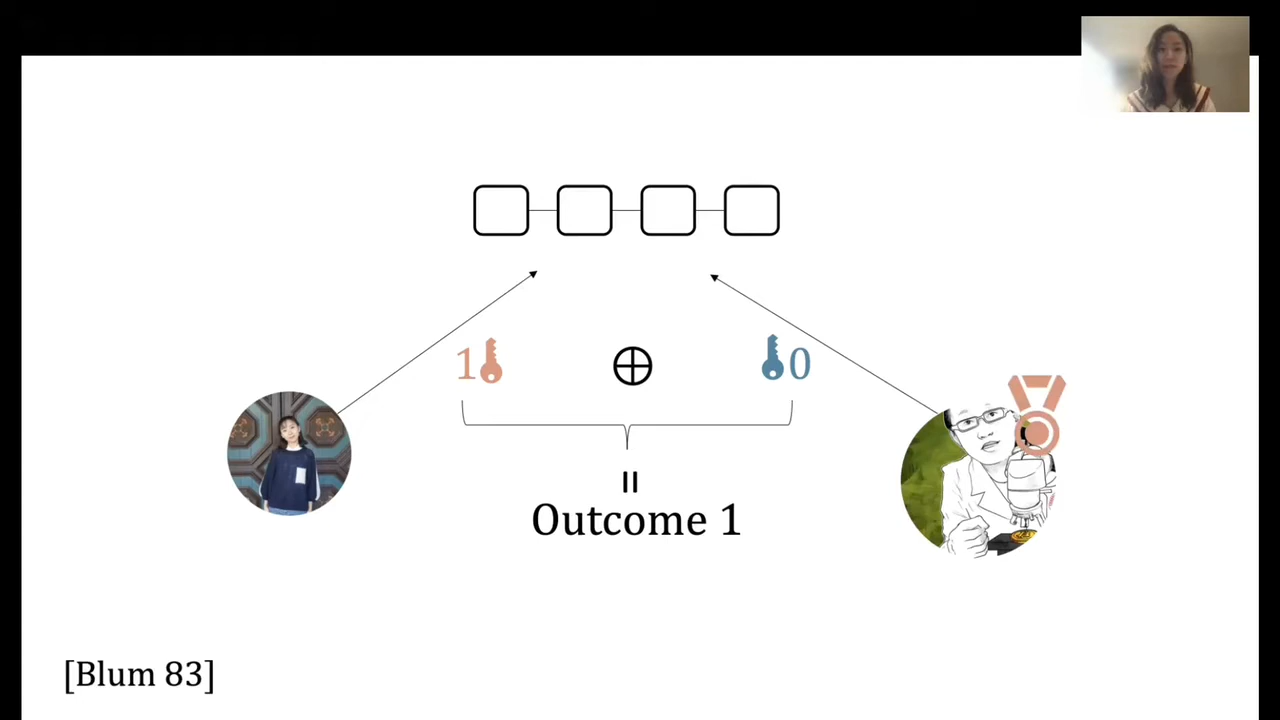 1 ⊕ 0
=
Outcome 1
[Blum 83]